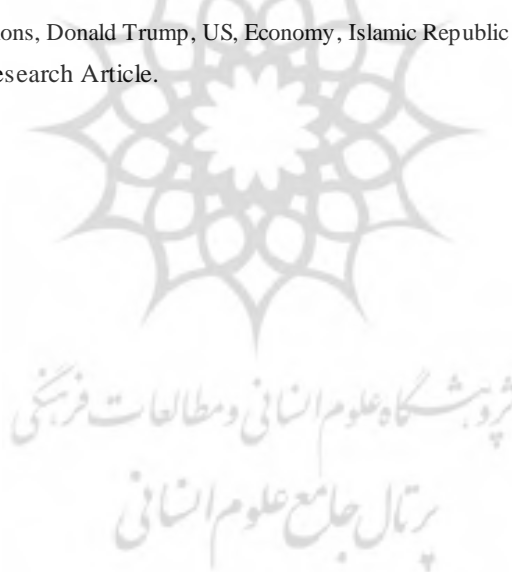 ons, Donald Trump, US, Economy, Islamic Republic
esearch Article.
پژوهشگاه علوم انسانی و مطالعات فرهنگی
پرتال جامع علوم انسانی